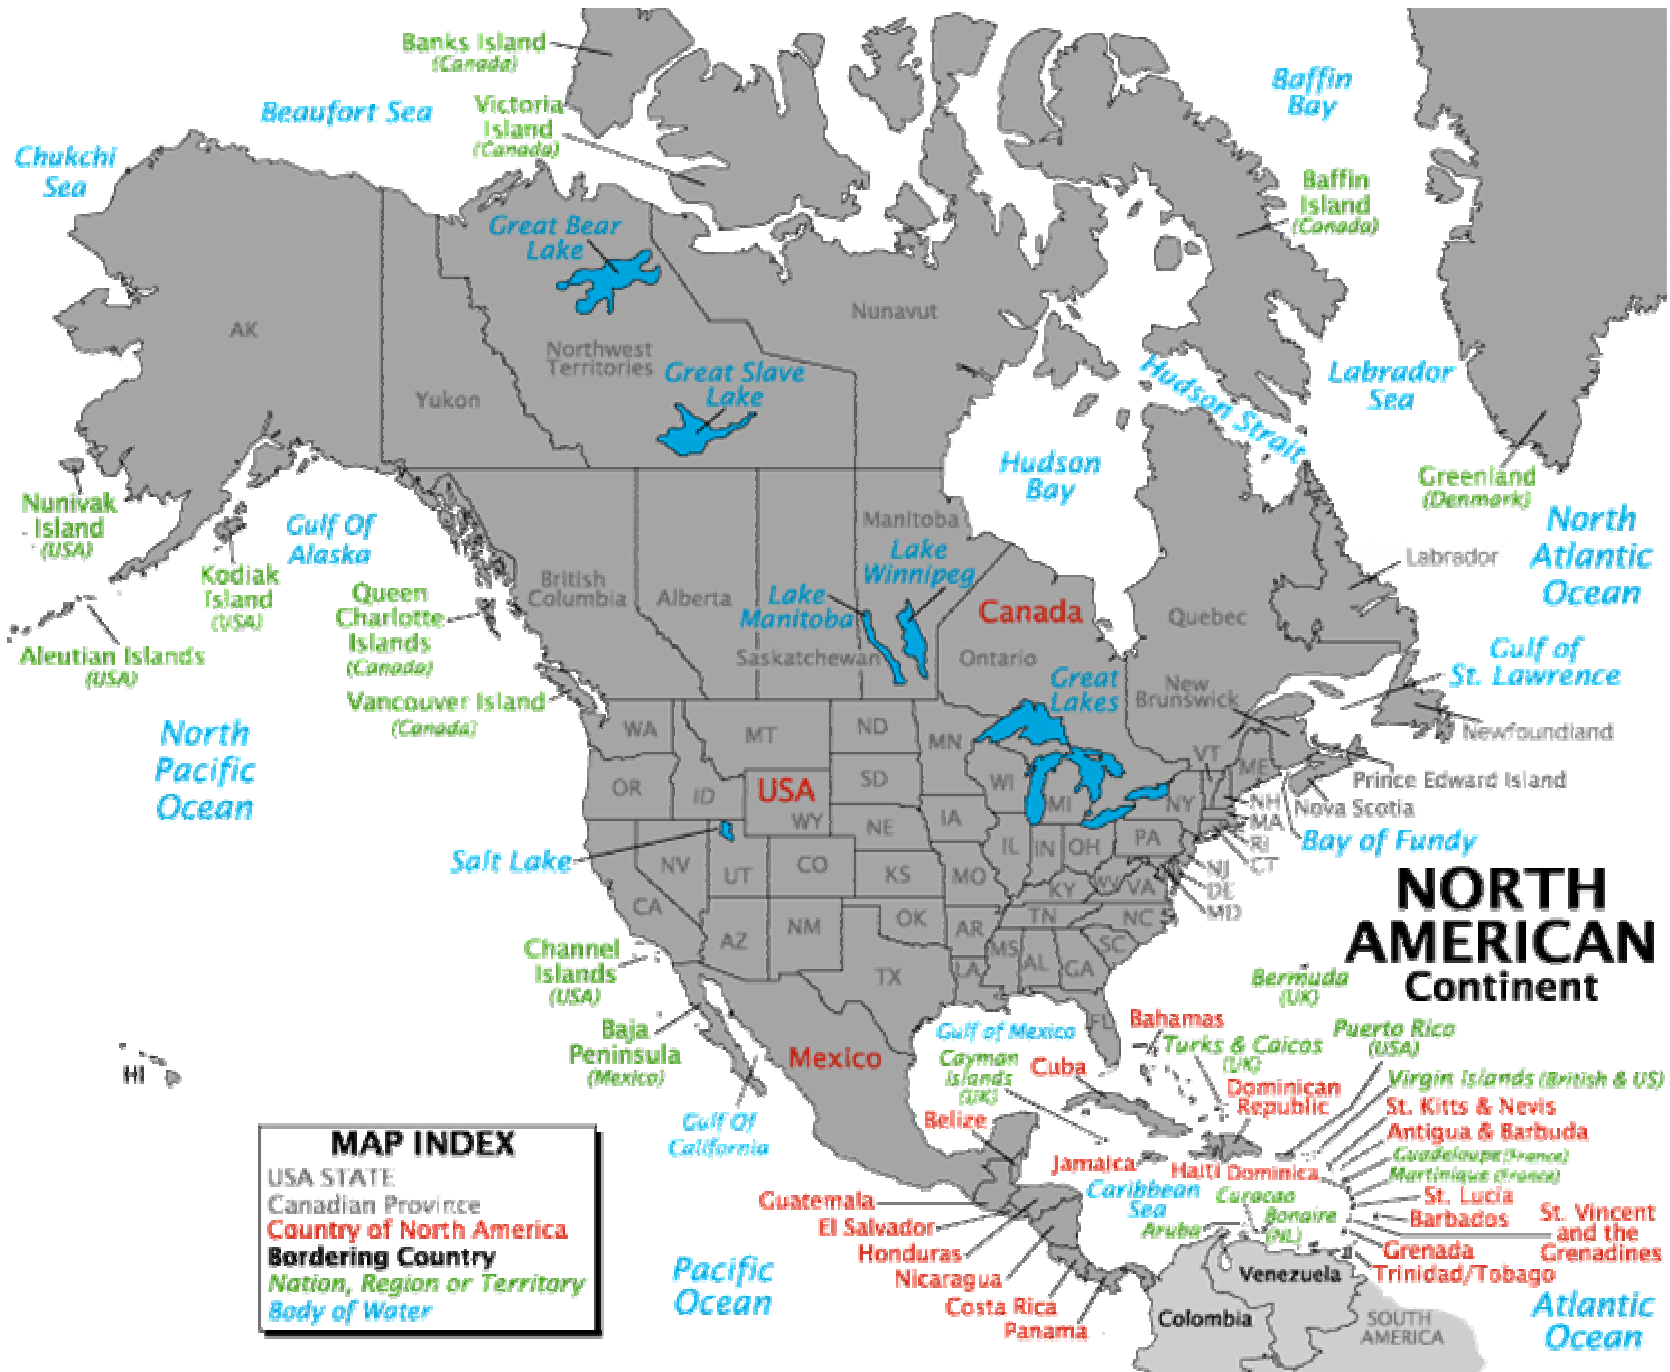 Banks Island
(Canada)
Beaufort Sea
Victoria
Island
(Canada)
Chukchi
Sea
Baffin
Bay
Baffin
Island
(Canada)
Great Bear
Lake
AK
Yukon
Northwest
Territories
Great Slave
Lake
Nunavut
Hudson Strait
Labrador
Sea
Hudson
Bay
Greenland
(Denmark)
North
Atlantic
Ocean
Nunivak
Island
(USA)
Gulf Of
Alaska
Kodiak
Island
(USA)
Aleutian Islands
(USA)
Queen
Charlotte
Islands
(Canada)
Vancouver Island
(Canada)
British
Columbia
Alberta
Manitoba
Lake
Winnipeg
Lake
Manitoba
Saskatchewan
Canada
Ontario
Quebec
Labrador
Gulf of
St. Lawrence
New
Brunswick
Newfoundland
Prince Edward Island
Nova Scotia
Bay of Fundy
Great
Lakes
North
Pacific
Ocean
WA
MT
ND
MN
OR
ID
USA
WY
SD
WI
MI
NY
VT
ME
NH
MA
RI
CT
NJ
DE
MD
Salt Lake
NV
UT
CO
NE
IA
KS
MO
IL
IN
OH
PA
KY
WV
VA
CA
AZ
NM
OK
AR
TN
NC
SC
TX
LA
MS
AL
GA
FL
NORTH
AMERICAN
Continent
Channel
Islands
(USA)
Baja
Peninsula
(Mexico)
Gulf Of
California
HI
Mexico
Gulf of Mexico
Cayman
Islands
(UK)
Cuba
Bahamas
Turks & Caicos
(UK)
Bermuda
(UK)
Puerto Rico
(USA)
Dominican
Republic
Virgin Islands (British & US)
St. Kitts & Nevis
Antigua & Barbuda
Guadeloupe (France)
Martinique (France)
St. Lucia
Barbados
St. Vincent
and the
Grenadines
Grenada
Trinidad/Tobago
Belize
Jamaica
Haiti
Dominica
Caribbean
Sea
Curacao
Aruba
Bonaire
(NL)
Guatemala
El Salvador
Honduras
Nicaragua
Costa Rica
Panama
Pacific
Ocean
Venezuela
Colombia
SOUTH
AMERICA
Atlantic
Ocean
MAP INDEX
USA STATE
Canadian Province
Country of North America
Bordering Country
Nation, Region or Territory
Body of Water